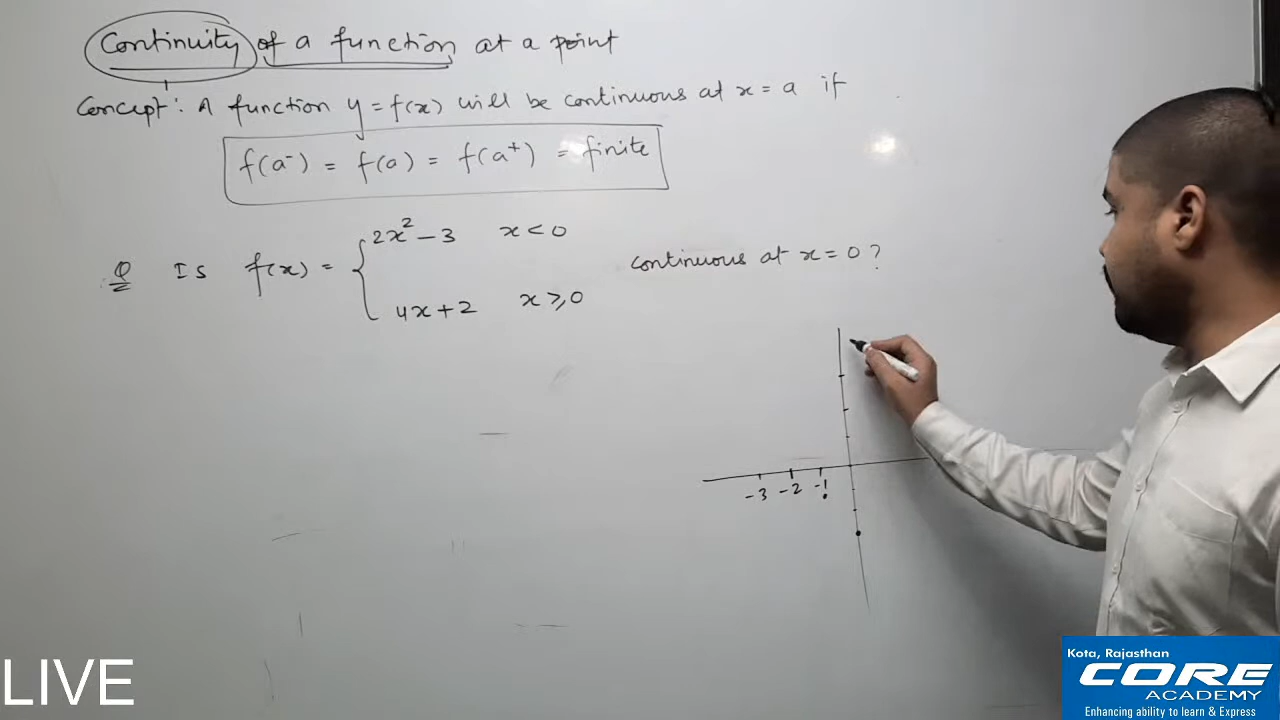 Continuity of a function at a point
Concept: A function y = f(x) will be continuous at x = a if
f(a⁻) = f(a) = f(a⁺) = finite
Q Is f(x) = { 2x² - 3 x < 0
4x + 2 x ≥ 0
continuous at x = 0 ?
-3 -2 -1
LIVE
Kota, Rajasthan
CORE
ACADEMY
Enhancing ability to learn & Express